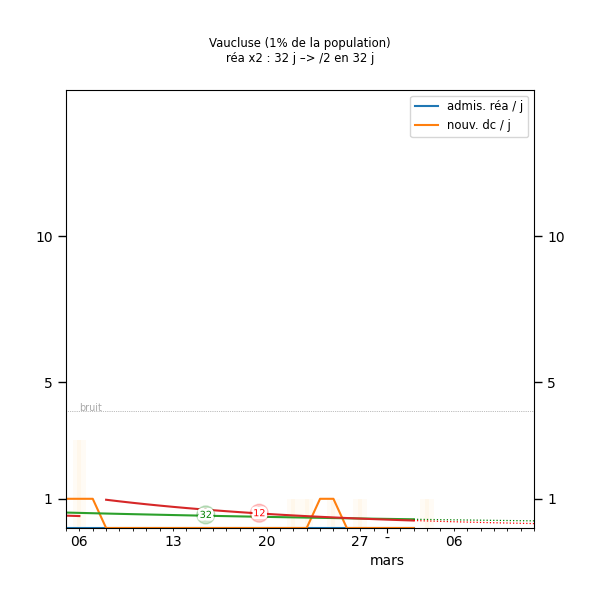 Vaucluse (1% de la population)
réa x2 : 32 j –> /2 en 32 j
admis. réa / j
nouv. dc / j
10 10
5 5
bruit
1 1
32 12
06 13 20 27 - 06
mars